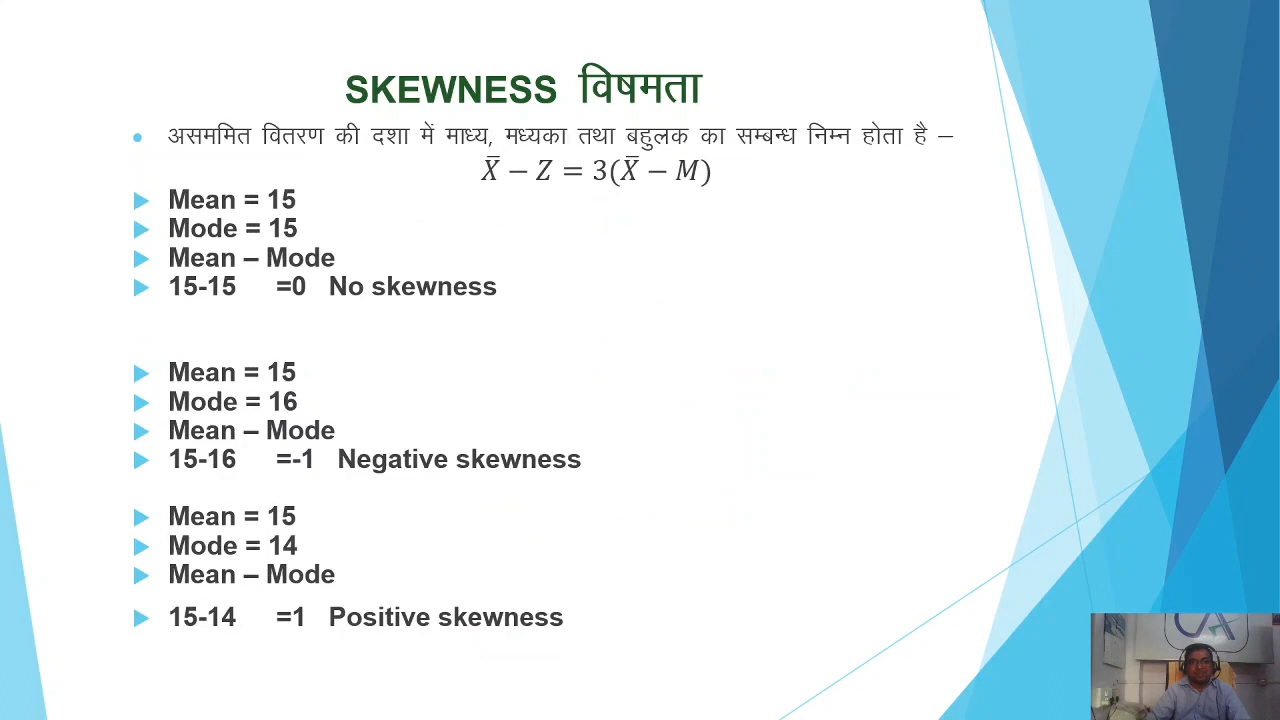 SKEWNESS विषमता
असममित वितरण की दशा में माध्य, मध्यका तथा बहुलक का सम्बन्ध निम्न होता है –
X̄ − Z = 3(X̄ − M)
Mean = 15
Mode = 15
Mean – Mode
15-15 =0 No skewness
Mean = 15
Mode = 16
Mean – Mode
15-16 =-1 Negative skewness
Mean = 15
Mode = 14
Mean – Mode
15-14 =1 Positive skewness
CA